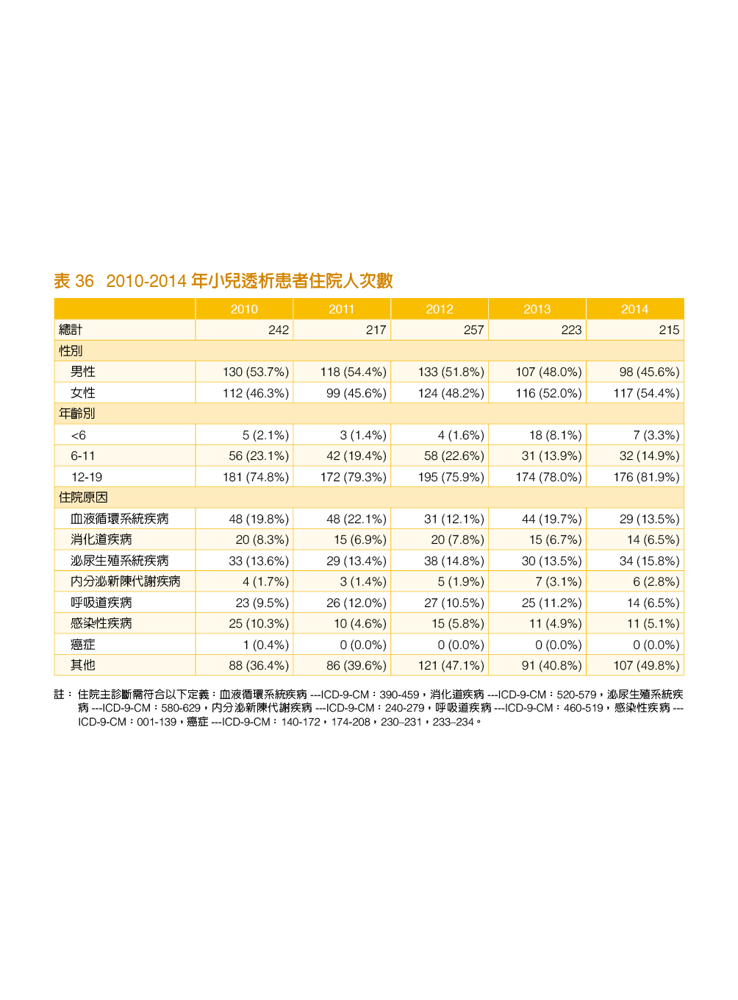 表 36 2010-2014 年小兒透析患者住院人次數
2010 2011 2012 2013 2014
總計 242 217 257 223 215
性別
男性 130 (53.7%) 118 (54.4%) 133 (51.8%) 107 (48.0%) 98 (45.6%)
女性 112 (46.3%) 99 (45.6%) 124 (48.2%) 116 (52.0%) 117 (54.4%)
年齡別
<6 5 (2.1%) 3 (1.4%) 4 (1.6%) 18 (8.1%) 7 (3.3%)
6-11 56 (23.1%) 42 (19.4%) 58 (22.6%) 31 (13.9%) 32 (14.9%)
12-19 181 (74.8%) 172 (79.3%) 195 (75.9%) 174 (78.0%) 176 (81.9%)
住院原因
血液循環系統疾病 48 (19.8%) 48 (22.1%) 31 (12.1%) 44 (19.7%) 29 (13.5%)
消化道疾病 20 (8.3%) 15 (6.9%) 20 (7.8%) 15 (6.7%) 14 (6.5%)
泌尿生殖系統疾病 33 (13.6%) 29 (13.4%) 38 (14.8%) 30 (13.5%) 34 (15.8%)
內分泌新陳代謝疾病 4 (1.7%) 3 (1.4%) 5 (1.9%) 7 (3.1%) 6 (2.8%)
呼吸道疾病 23 (9.5%) 26 (12.0%) 27 (10.5%) 25 (11.2%) 14 (6.5%)
感染性疾病 25 (10.3%) 10 (4.6%) 15 (5.8%) 11 (4.9%) 11 (5.1%)
癌症 1 (0.4%) 0 (0.0%) 0 (0.0%) 0 (0.0%) 0 (0.0%)
其他 88 (36.4%) 86 (39.6%) 121 (47.1%) 91 (40.8%) 107 (49.8%)
註：住院主診斷需符合以下定義：血液循環系統疾病 ---ICD-9-CM：390-459，消化道疾病 ---ICD-9-CM：520-579，泌尿生殖系統疾
病 ---ICD-9-CM：580-629，內分泌新陳代謝疾病 ---ICD-9-CM：240-279，呼吸道疾病 ---ICD-9-CM：460-519，感染性疾病 ---
ICD-9-CM：001-139，癌症 ---ICD-9-CM：140-172，174-208，230–231，233–234。